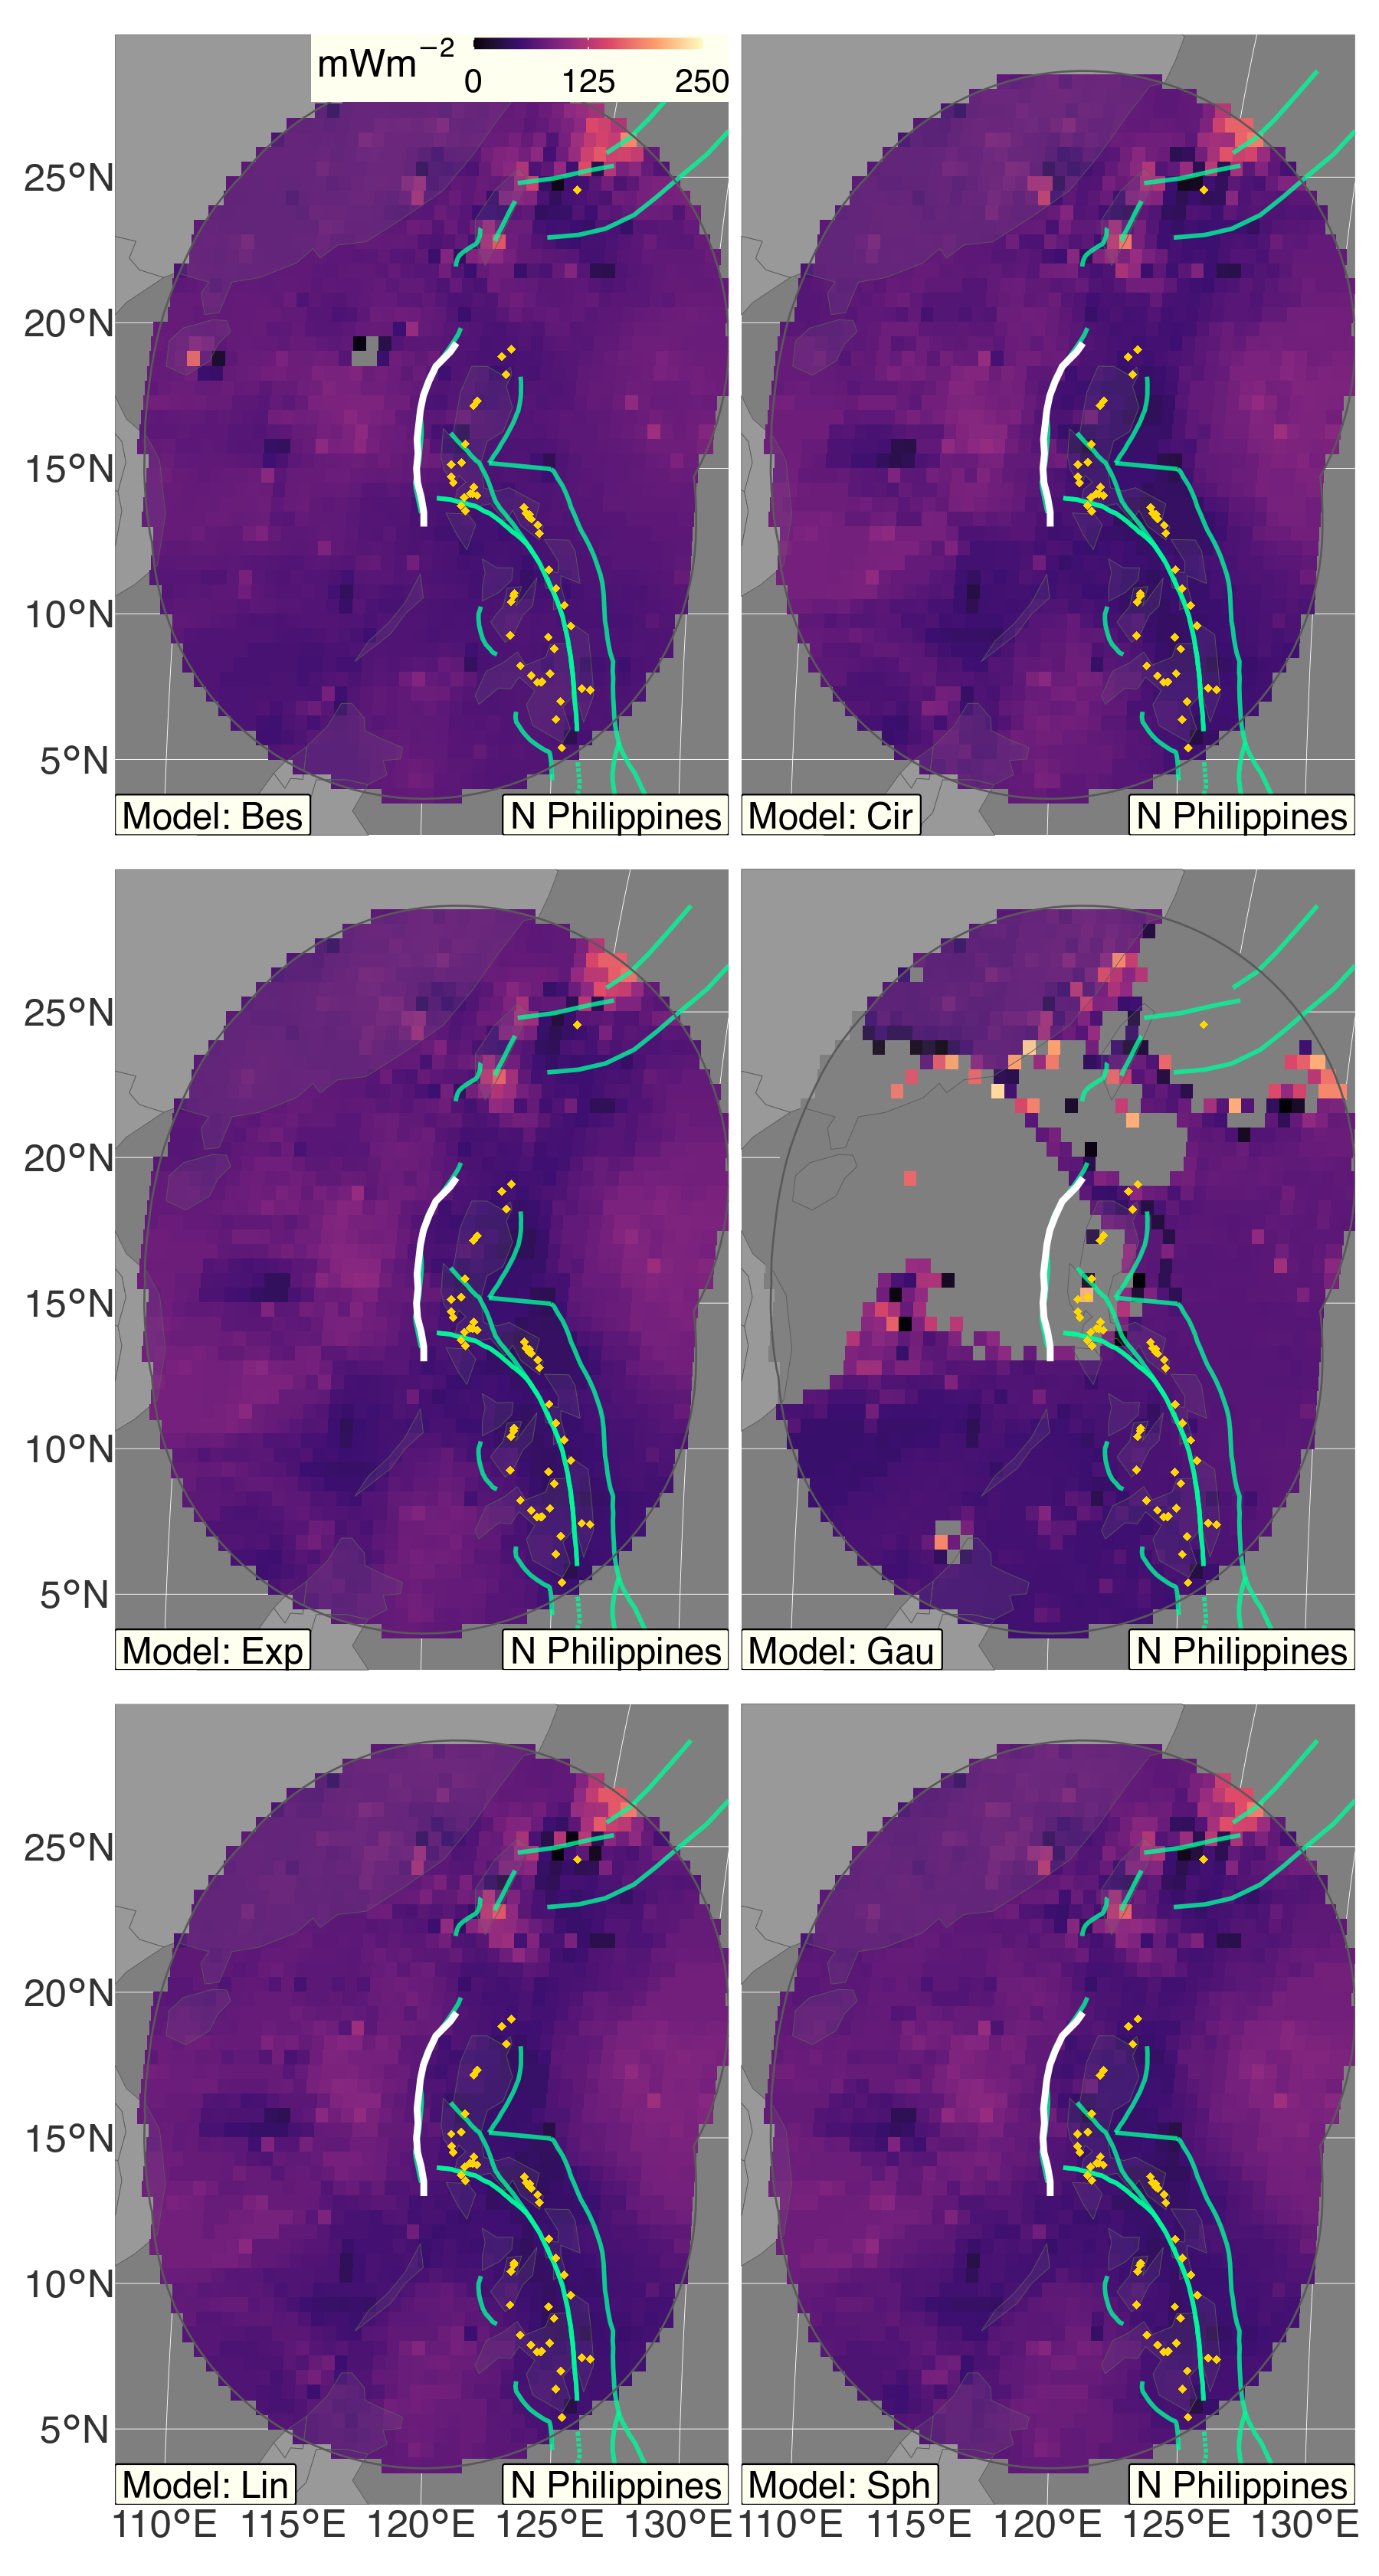 mWm−2
0 125 250
25°N
20°N
15°N
10°N
5°N
Model: Bes N Philippines
Model: Cir N Philippines
25°N
20°N
15°N
10°N
5°N
Model: Exp N Philippines
Model: Gau N Philippines
25°N
20°N
15°N
10°N
5°N
Model: Lin N Philippines
Model: Sph N Philippines
110°E 115°E 120°E 125°E 130°E
110°E 115°E 120°E 125°E 130°E